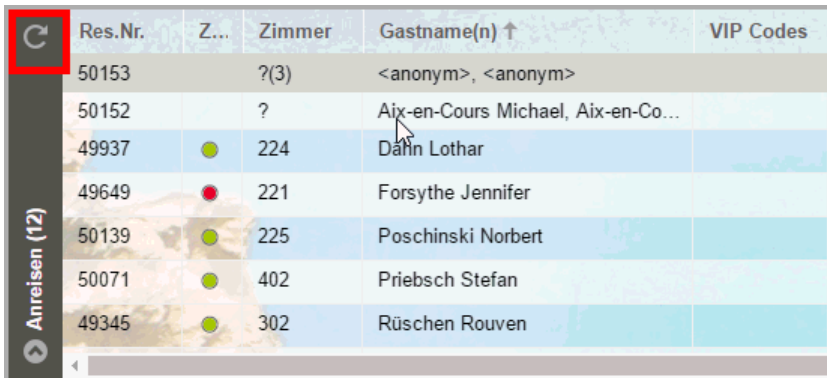 Res.Nr. Z... Zimmer Gastname(n) ↑ VIP Codes
50153 ?(3) <anonym>, <anonym>
50152 ? Aix-en-Cours Michael, Aix-en-Co...
49937 224 Dahn Lothar
49649 221 Forsythe Jennifer
50139 225 Poschinski Norbert
50071 402 Priebsch Stefan
49345 302 Rüschen Rouven
Anreisen (12)